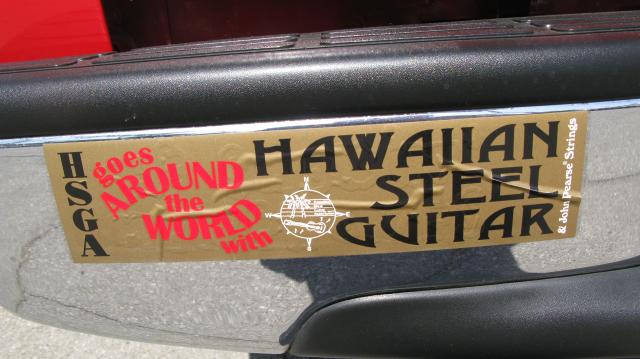 HSGA
goes
AROUND
the
WORLD
with
HAWAIIAN
STEEL
GUITAR
& John Pearse® Strings